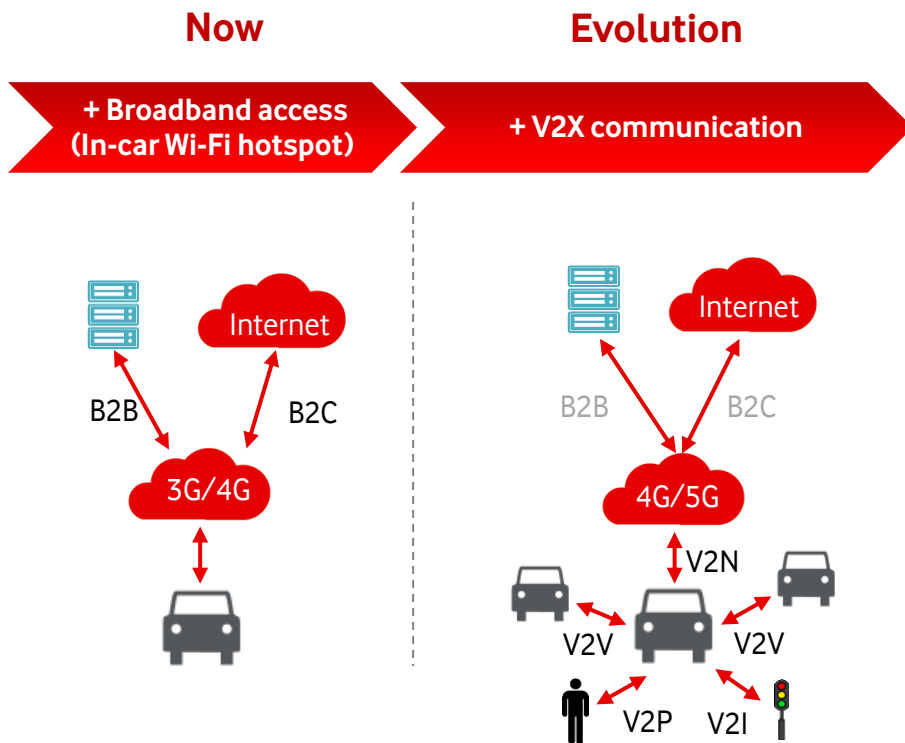 Now
Evolution
+ Broadband access
(In-car Wi-Fi hotspot)
+ V2X communication
Internet
B2B
B2C
3G/4G
Internet
B2B
B2C
4G/5G
V2N
V2V
V2V
V2P
V2I